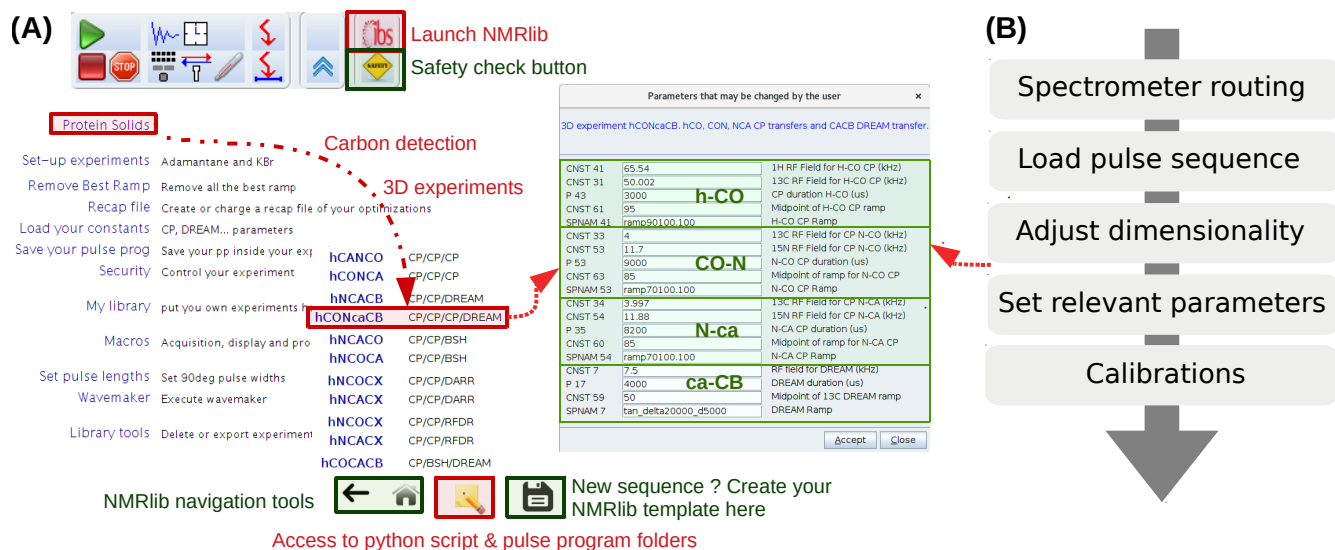 (A)
STOP
ibs
SAFETY
Launch NMRlib
Safety check button
Protein Solids
Carbon detection
3D experiments
Set-up experiments Adamantane and KBr
Remove Best Ramp Remove all the best ramp
Recap file Create or charge a recap file of your optimizations
Load your constants CP, DREAM... parameters
Save your pulse prog Save your pp inside your exp
Security Control your experiment
My library put you own experiments h
Macros Acquisition, display and pro
Set pulse lengths Set 90deg pulse widths
Wavemaker Execute wavemaker
Library tools Delete or export experiment
hCANCO CP/CP/CP
hCONCA CP/CP/CP
hNCACB CP/CP/DREAM
hCONcaCB CP/CP/CP/DREAM
hNCACO CP/CP/BSH
hNCOCA CP/CP/BSH
hNCOCX CP/CP/DARR
hNCACX CP/CP/DARR
hNCOCX CP/CP/RFDR
hNCACX CP/CP/RFDR
hCOCACB CP/BSH/DREAM
Parameters that may be changed by the user ×
3D experiment hCONcaCB. hCO, CON, NCA CP transfers and CACB DREAM transfer.
CNST 41 65.54 1H RF Field for H-CO CP (kHz)
CNST 31 50.002 13C RF Field for H-CO CP (kHz)
P 43 3000 CP duration H-CO (us)
h-CO
CNST 61 95 Midpoint of H-CO CP ramp
SPNAM 41 ramp90100.100 H-CO CP Ramp
CNST 33 4 13C RF Field for CP N-CO (kHz)
CNST 53 11.7 15N RF Field for CP N-CO (kHz)
P 53 9000 N-CO CP duration (us)
CO-N
CNST 63 85 Midpoint of ramp for N-CO CP
SPNAM 53 ramp70100.100 N-CO CP Ramp
CNST 34 3.997 13C RF Field for CP N-CA (kHz)
CNST 54 11.88 15N RF Field for CP N-CA (kHz)
P 35 8200 N-CA CP duration (us)
N-ca
CNST 60 85 Midpoint of ramp for N-CA CP
SPNAM 54 ramp70100.100 N-CA CP Ramp
CNST 7 7.5 RF field for DREAM (kHz)
P 17 4000 DREAM duration (us)
ca-CB
CNST 59 50 Midpoint of 13C DREAM ramp
SPNAM 7 tan_delta20000_d5000 DREAM Ramp
Accept Close
NMRlib navigation tools
New sequence ? Create your
NMRlib template here
Access to python script & pulse program folders
(B)
Spectrometer routing
Load pulse sequence
Adjust dimensionality
Set relevant parameters
Calibrations